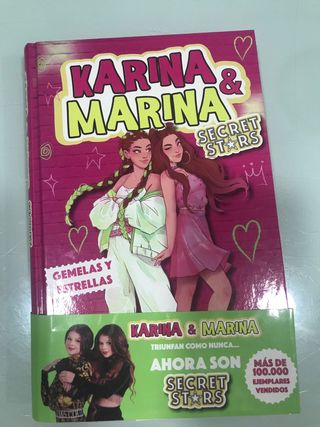 KARINA &
MARINA
SECRET
STARS
GEMELAS Y
ESTRELLAS
KARINA & MARINA
TRIUNFAN COMO NUNCA...
AHORA SON
SECRET
STARS
MÁS DE
100.000
EJEMPLARES
VENDIDOS